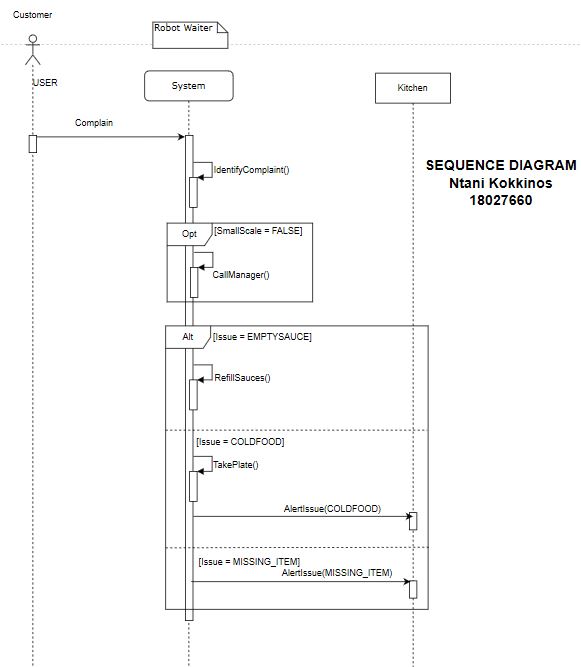 Customer
Robot Waiter
USER
System
Kitchen
Complain
SEQUENCE DIAGRAM
Ntani Kokkinos
18027660
IdentifyComplaint()
Opt
[SmallScale = FALSE]
CallManager()
Alt
[Issue = EMPTYSAUCE]
RefillSauces()
[Issue = COLDFOOD]
TakePlate()
AlertIssue(COLDFOOD)
[Issue = MISSING_ITEM]
AlertIssue(MISSING_ITEM)